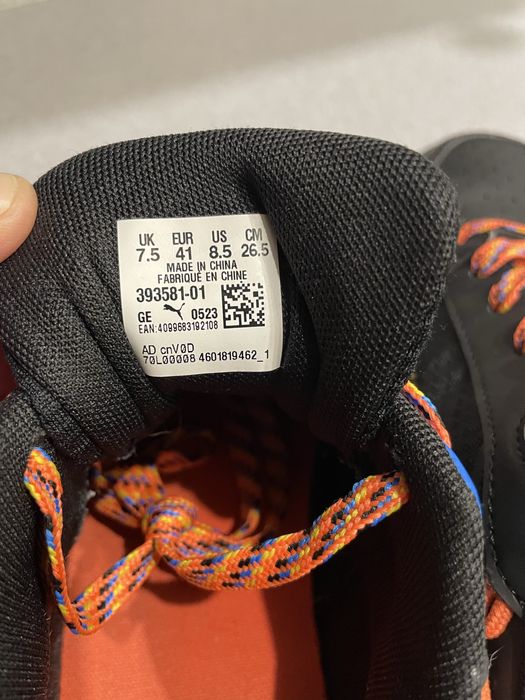 UK EUR US CM
7.5 41 8.5 26.5
MADE IN CHINA
FABRIQUÉ EN CHINE
393581-01
GE 0523
EAN:4099683192108
AD cnV0D
70L00008 4601819462_1